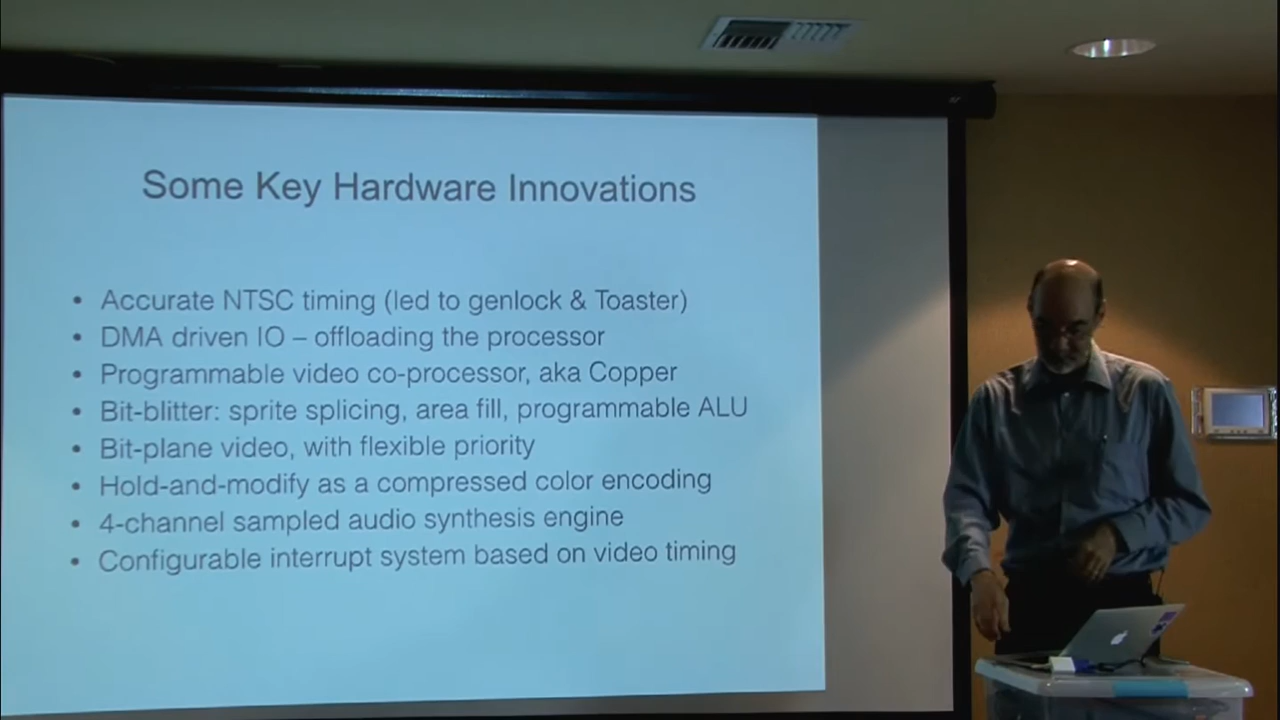 Some Key Hardware Innovations
• Accurate NTSC timing (led to genlock & Toaster)
• DMA driven IO – offloading the processor
• Programmable video co-processor, aka Copper
• Bit-blitter: sprite splicing, area fill, programmable ALU
• Bit-plane video, with flexible priority
• Hold-and-modify as a compressed color encoding
• 4-channel sampled audio synthesis engine
• Configurable interrupt system based on video timing